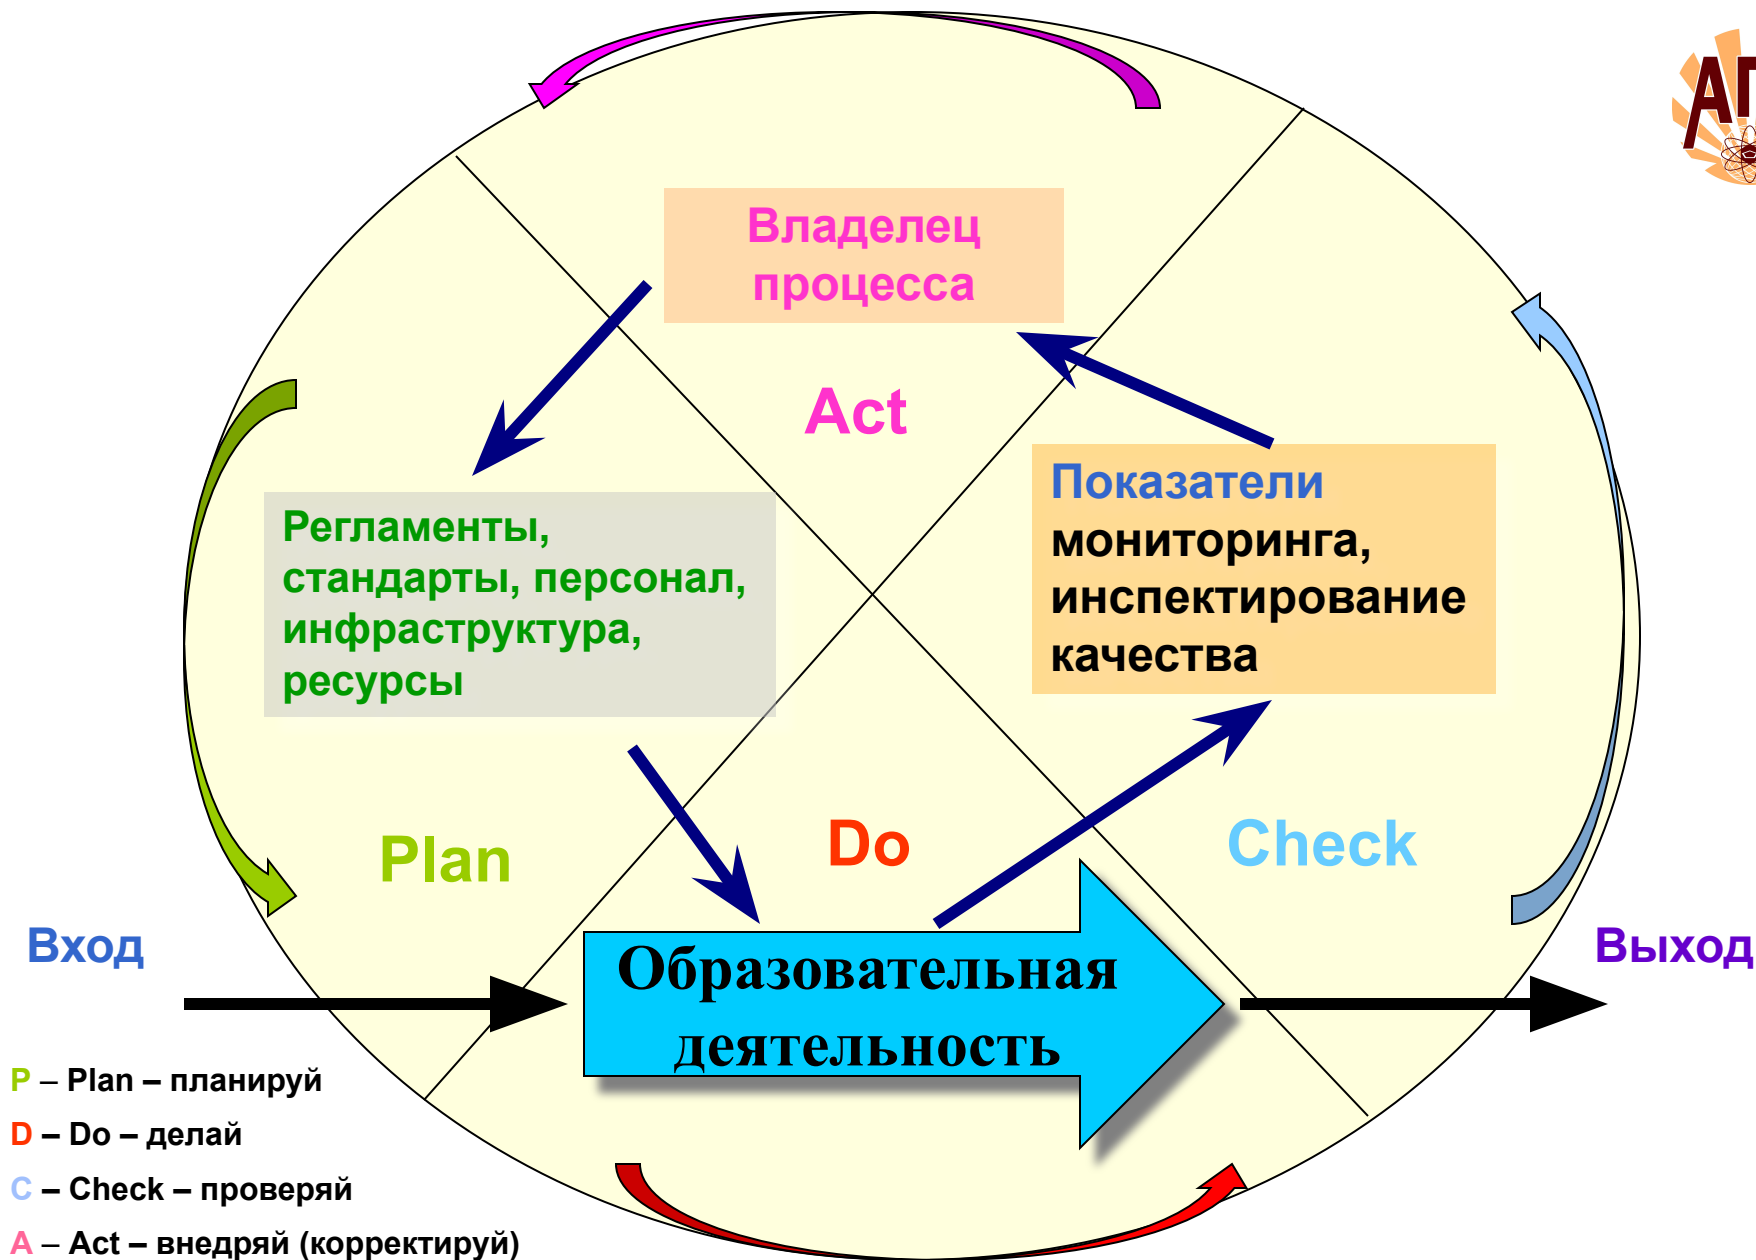 Владелец
процесса
Act
Регламенты,
стандарты, персонал,
инфраструктура,
ресурсы
Показатели
мониторинга,
инспектирование
качества
Plan
Do
Check
Вход
Образовательная
деятельность
Выход
P – Plan – планируй
D – Do – делай
C – Check – проверяй
A – Act – внедряй (корректируй)